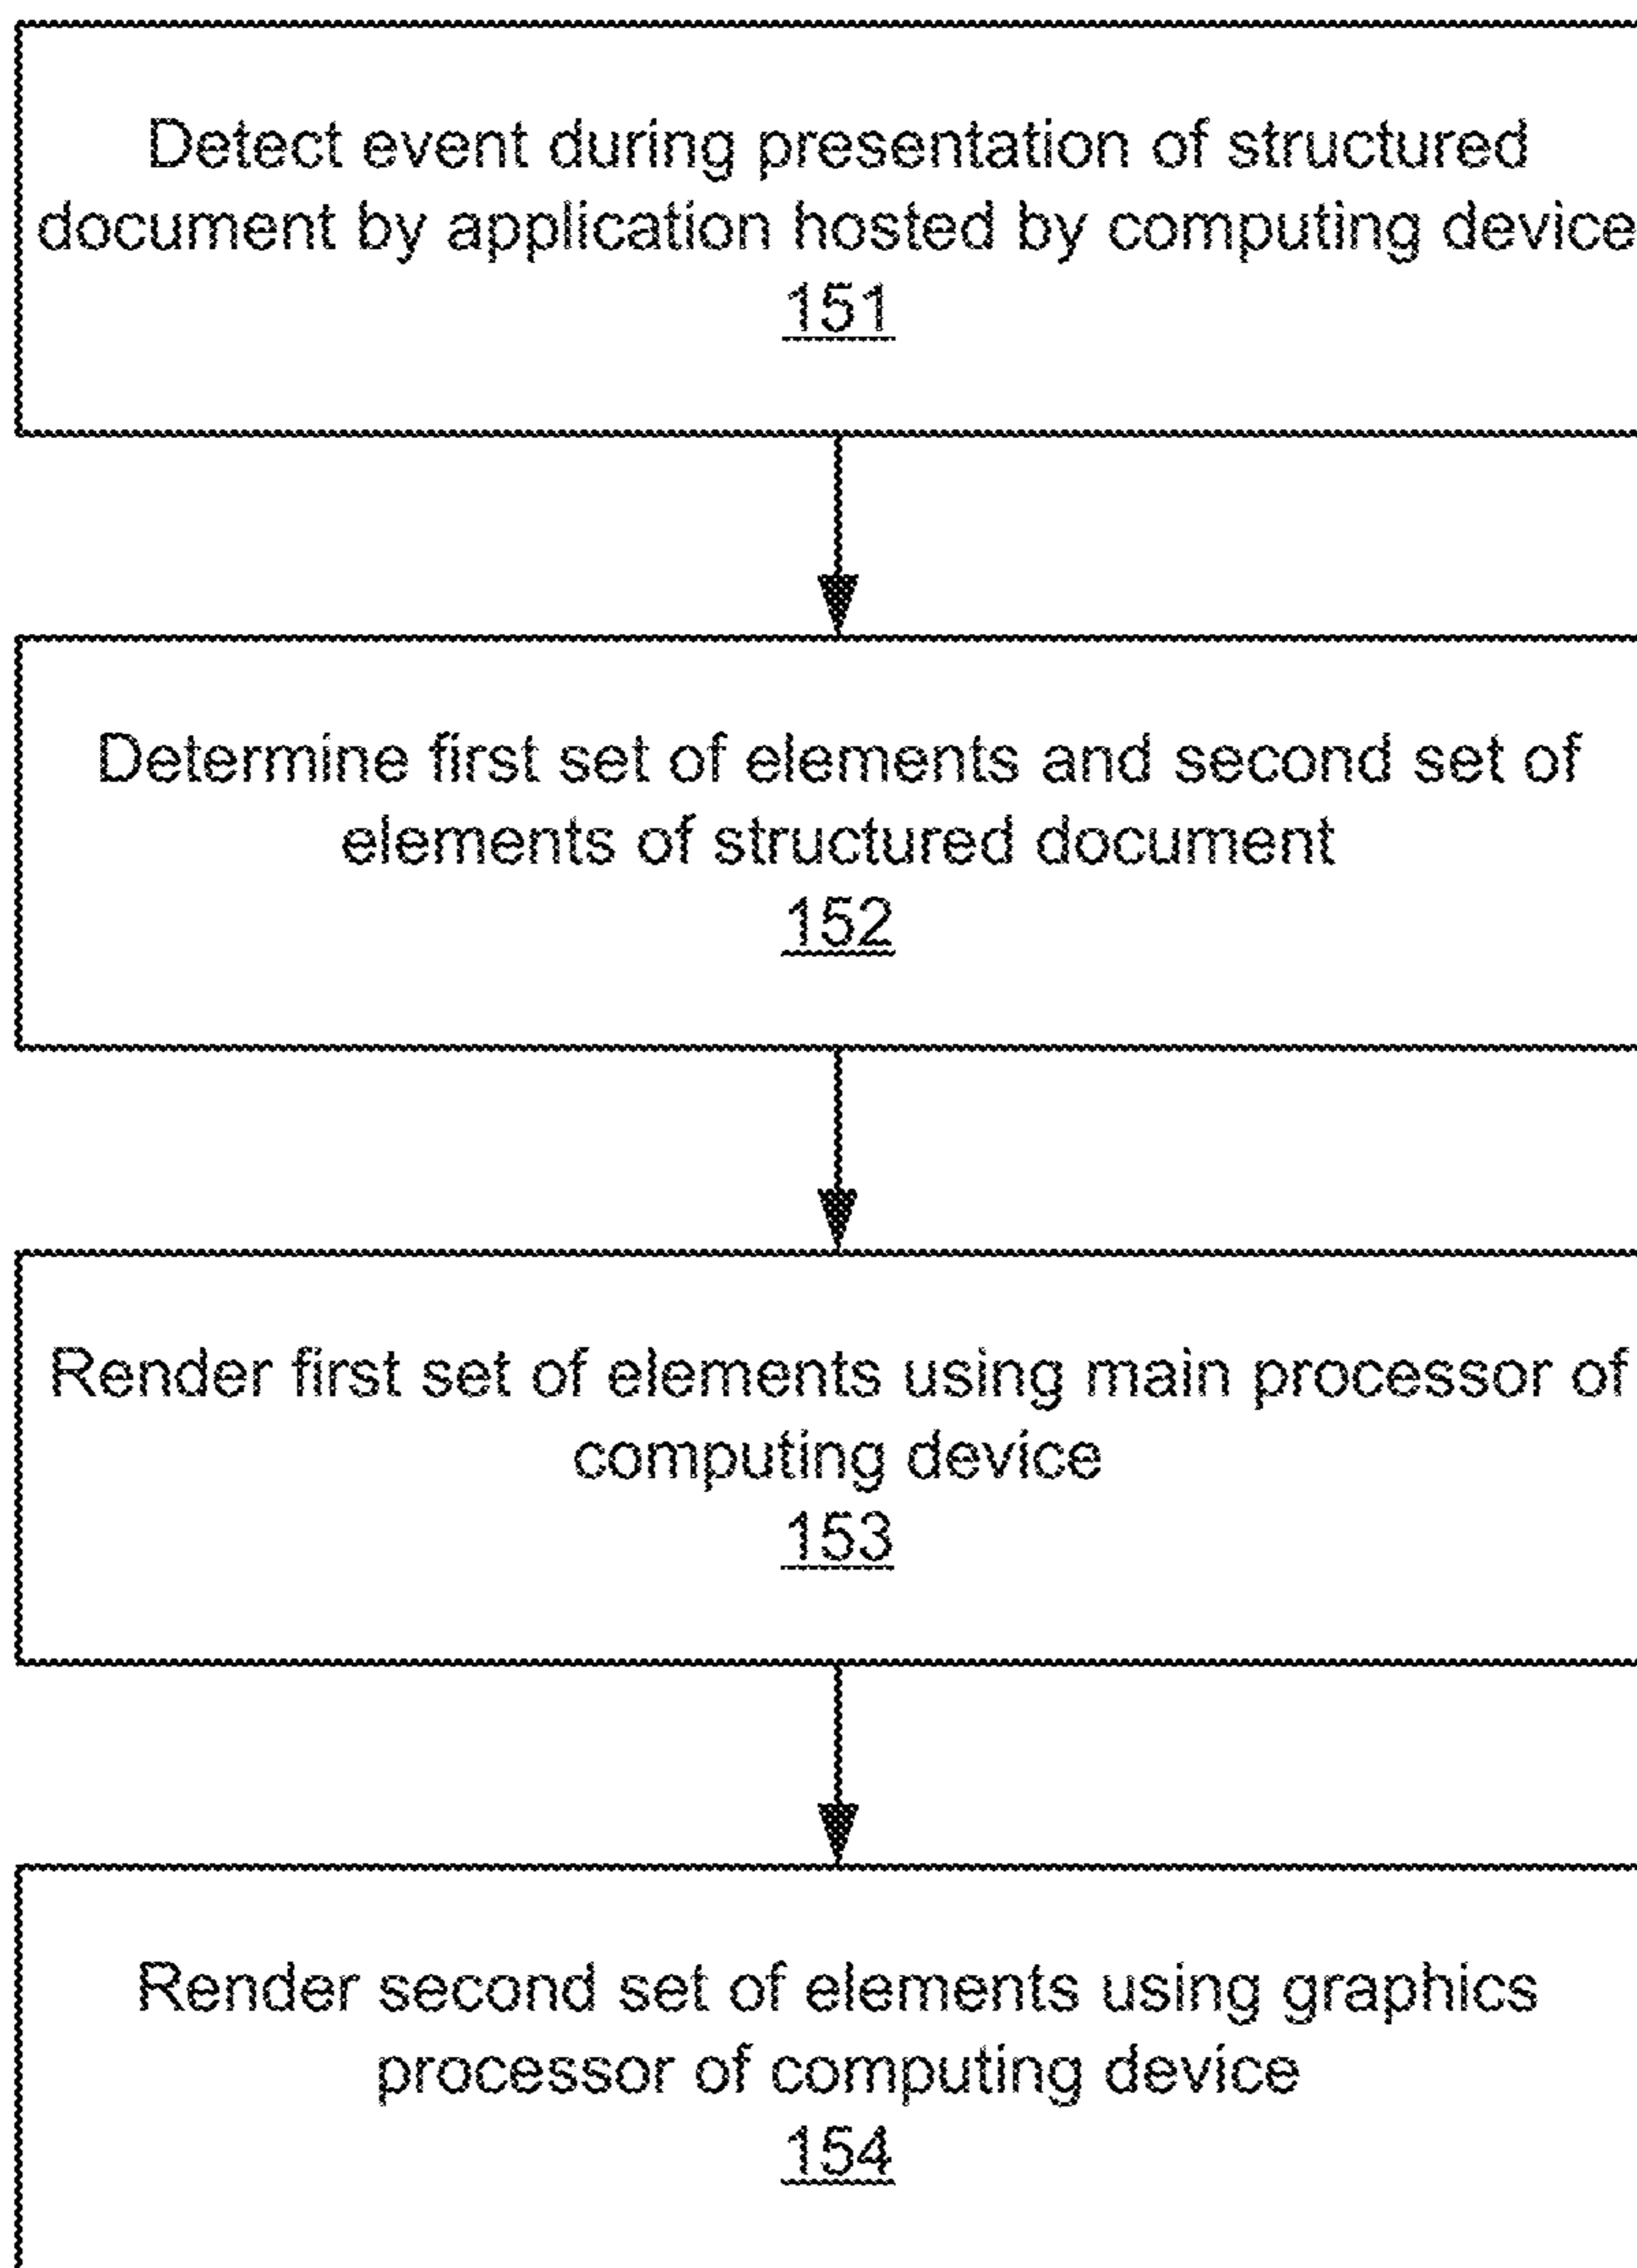 Detect event during presentation of structured
document by application hosted by computing device
151
Determine first set of elements and second set of
elements of structured document
152
Render first set of elements using main processor of
computing device
153
Render second set of elements using graphics
processor of computing device
154